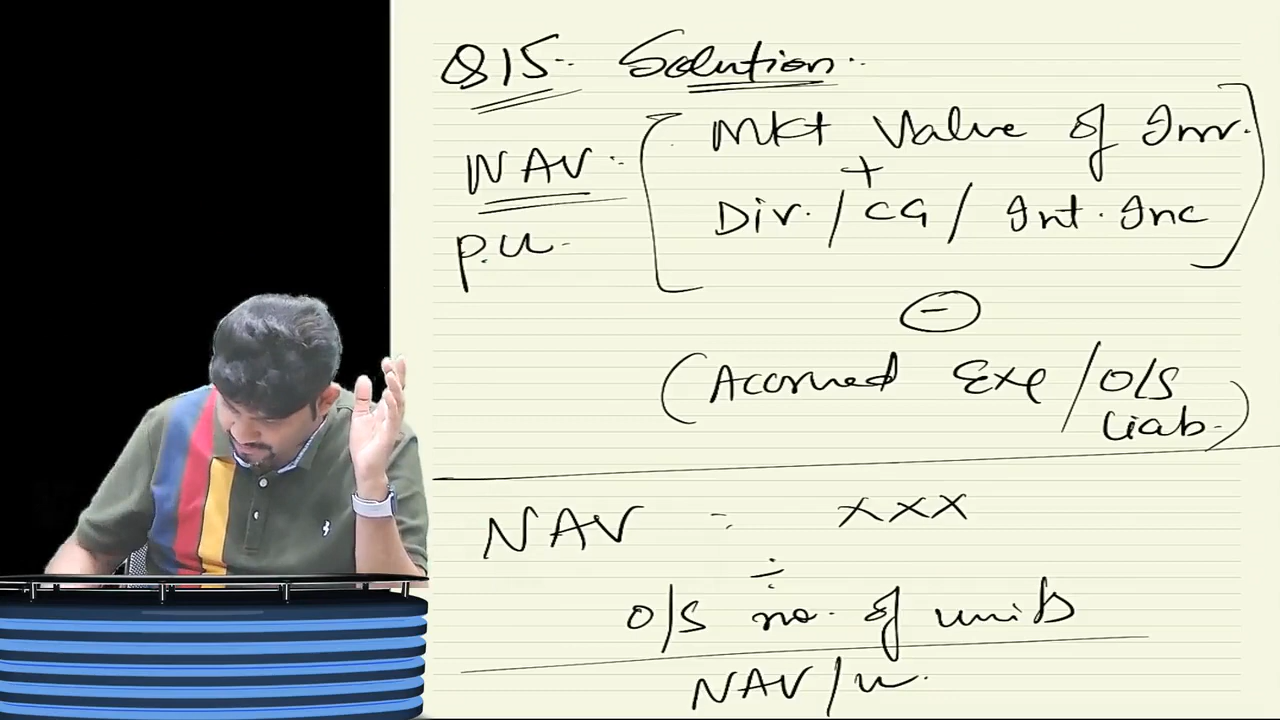 Q15. Solution.
NAV:
p.u.
[Mkt Value of Inv.
+
Div. / CG / Int. Inc]
-
(Accrued Exp / O/S
Liab.)
NAV : XXX
÷
O/S no. of units
NAV/u.